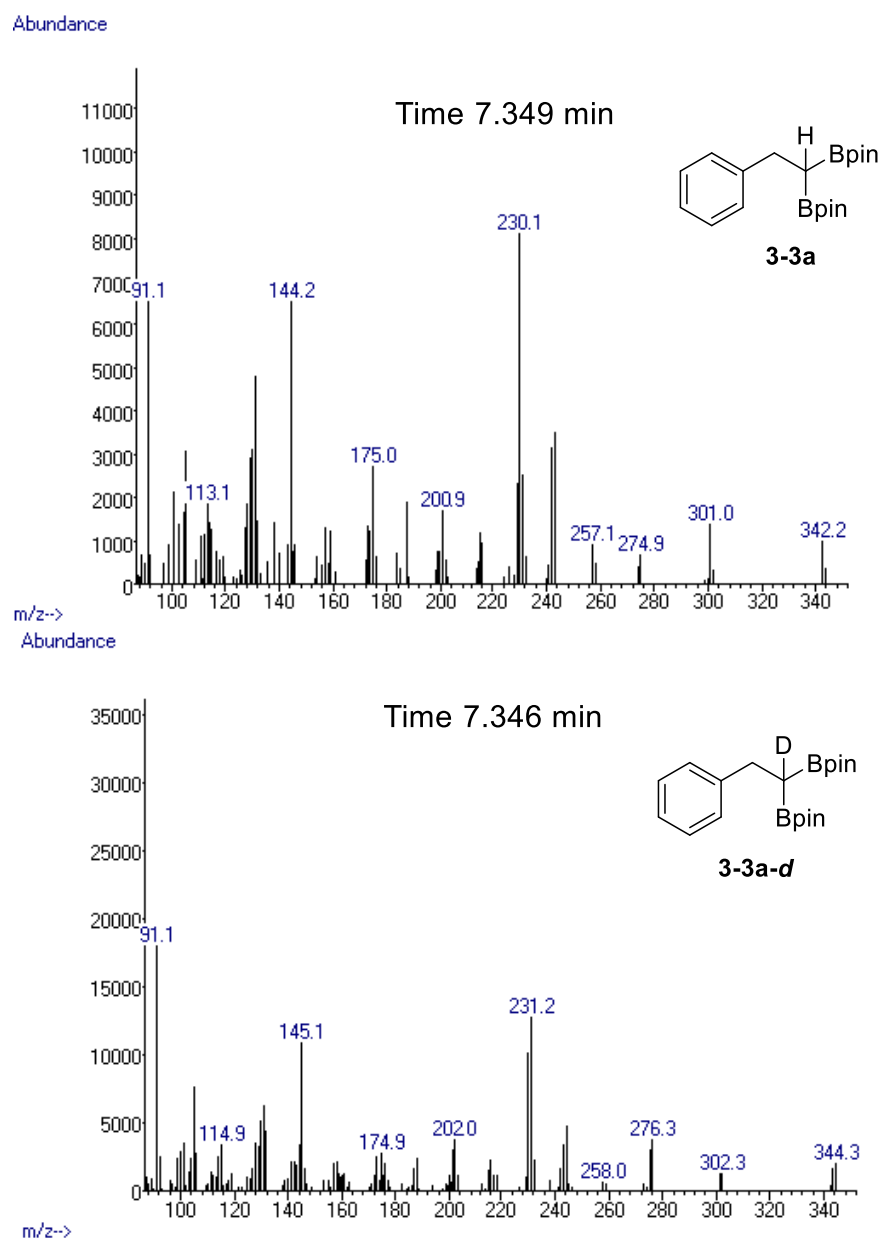 Abundance
Time 7.349 min
11000
10000
9000
8000
7000
6000
5000
4000
3000
2000
1000
0
91.1
113.1
144.2
175.0
200.9
230.1
257.1
274.9
301.0
342.2
H
Bpin
Bpin
3-3a
100 120 140 160 180 200 220 240 260 280 300 320 340
m/z-->
Abundance
Time 7.346 min
35000
30000
25000
20000
15000
10000
5000
0
91.1
114.9
145.1
174.9
202.0
231.2
258.0
276.3
302.3
344.3
D
Bpin
Bpin
3-3a-d
100 120 140 160 180 200 220 240 260 280 300 320 340
m/z-->